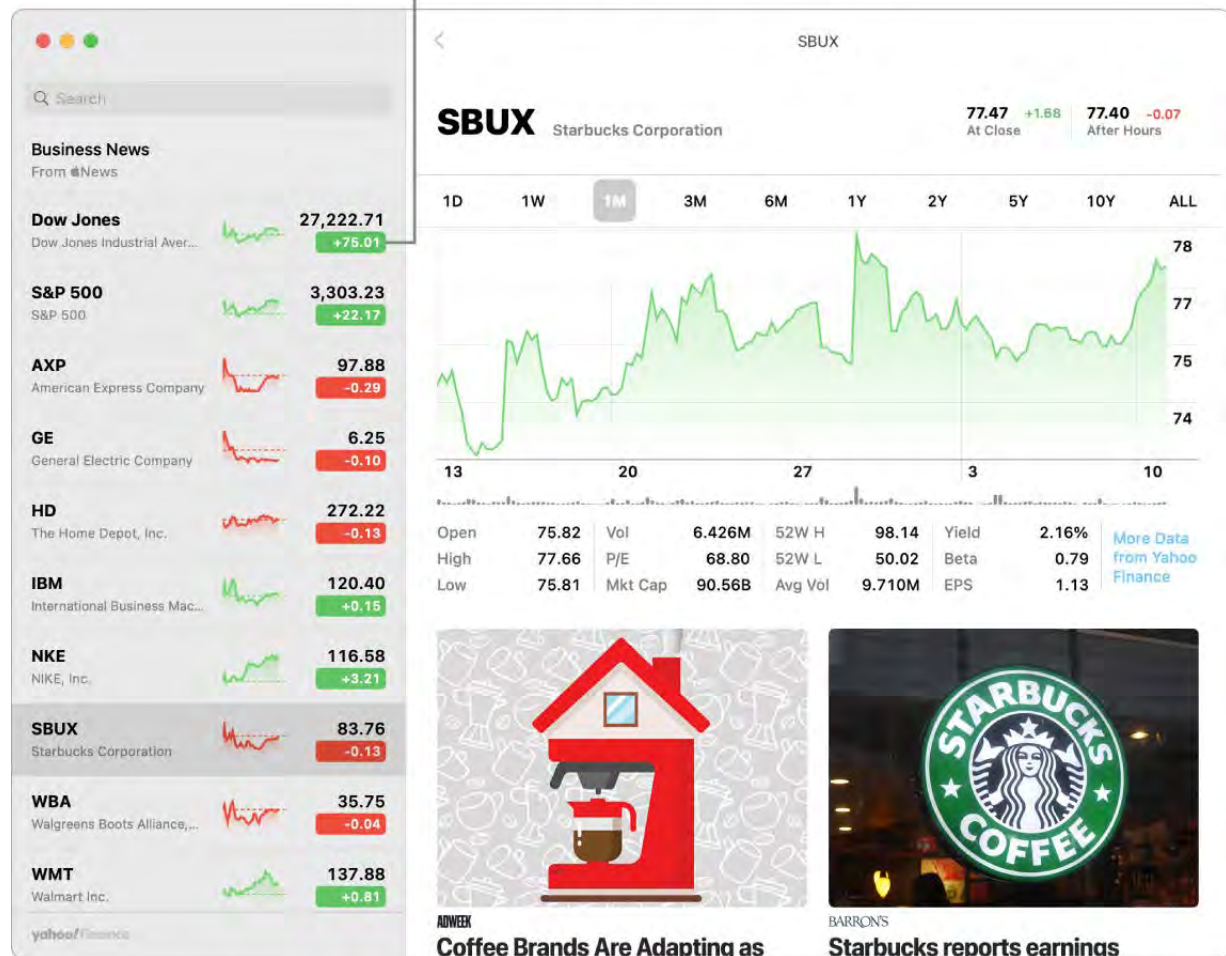 SBUX
Search
SBUX Starbucks Corporation
77.47 +1.68 77.40 -0.07
At Close After Hours
Business News
From News
1D 1W 1M 3M 6M 1Y 2Y 5Y 10Y ALL
Dow Jones 27,222.71
Dow Jones Industrial Aver... +75.01
S&P 500 3,303.23
S&P 500 +22.17
AXP 97.88
American Express Company -0.29
GE 6.25
General Electric Company -0.10
HD 272.22
The Home Depot, Inc. -0.13
IBM 120.40
International Business Mac... +0.15
NKE 116.58
NIKE, Inc. +3.21
SBUX 83.76
Starbucks Corporation -0.13
WBA 35.75
Walgreens Boots Alliance,... -0.04
WMT 137.88
Walmart Inc. +0.81
yahoo! finance
78
77
75
74
13 20 27 3 10
Open 75.82 Vol 6.426M 52W H 98.14 Yield 2.16%
High 77.66 P/E 68.80 52W L 50.02 Beta 0.79
Low 75.81 Mkt Cap 90.56B Avg Vol 9.710M EPS 1.13
More Data
from Yahoo
Finance
STARBUCKS
COFFEE
ADWEEK
Coffee Brands Are Adapting as
BARRON'S
Starbucks reports earnings